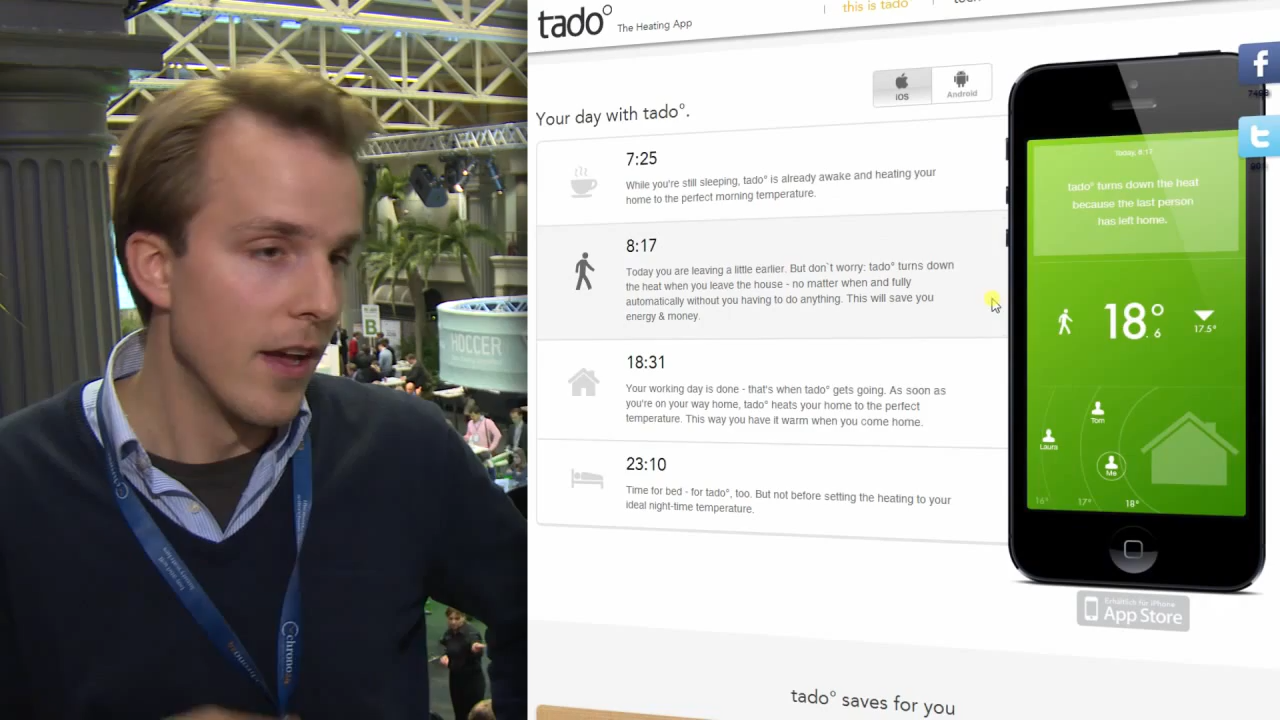 tado°
The Heating App
this is tado°
iOS
Android
Your day with tado°.
7:25
While you're still sleeping, tado° is already awake and heating your
home to the perfect morning temperature.
8:17
Today you are leaving a little earlier. But don`t worry: tado° turns down
the heat when you leave the house - no matter when and fully
automatically without you having to do anything. This will save you
energy & money.
18:31
Your working day is done - that's when tado° gets going. As soon as
you're on your way home, tado° heats your home to the perfect
temperature. This way you have it warm when you come home.
23:10
Time for bed - for tado°, too. But not before setting the heating to your
ideal night-time temperature.
Today, 8:17
tado° turns down the heat
because the last person
has left home.
18.6°
17.5°
Tom
Laura
Me
16°
17°
18°
Erhältlich für iPhone
App Store
tado° saves for you
f
t
B
HOCCER
Chrono24